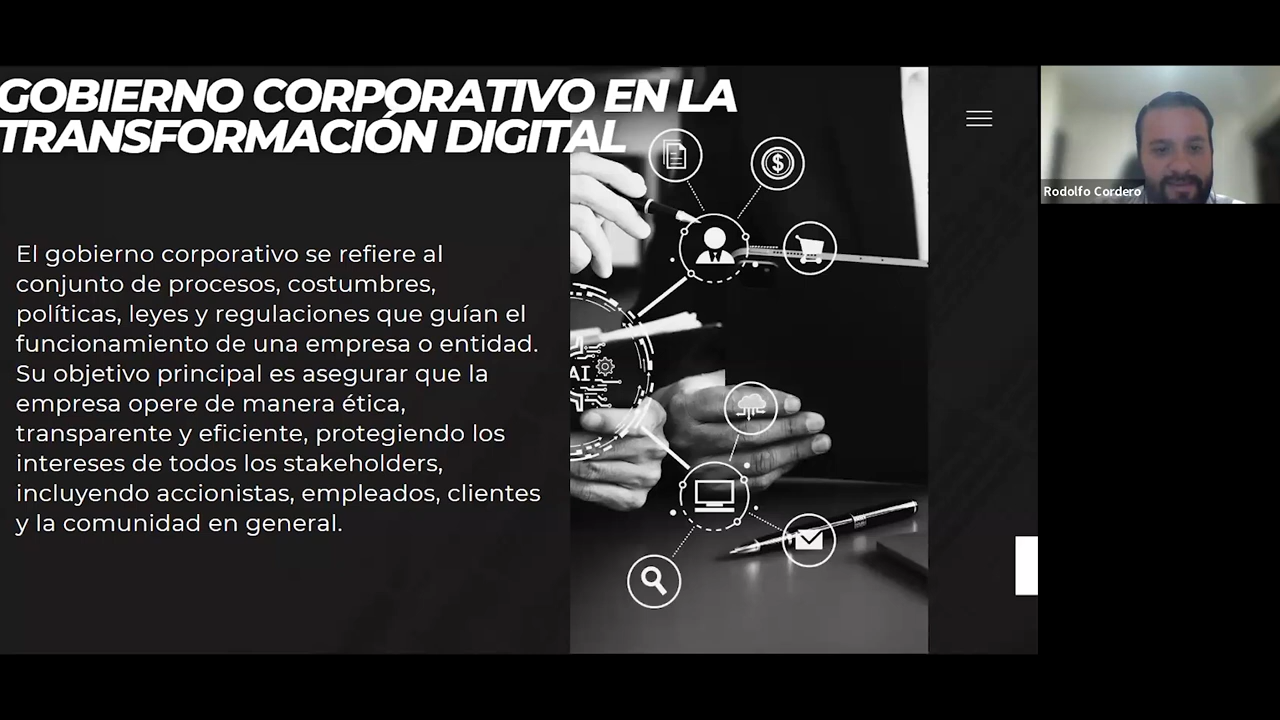 GOBIERNO CORPORATIVO EN LA
TRANSFORMACIÓN DIGITAL
Rodolfo Cordero
El gobierno corporativo se refiere al
conjunto de procesos, costumbres,
políticas, leyes y regulaciones que guían el
funcionamiento de una empresa o entidad.
Su objetivo principal es asegurar que la
empresa opere de manera ética,
transparente y eficiente, protegiendo los
intereses de todos los stakeholders,
incluyendo accionistas, empleados, clientes
y la comunidad en general.
$
AI